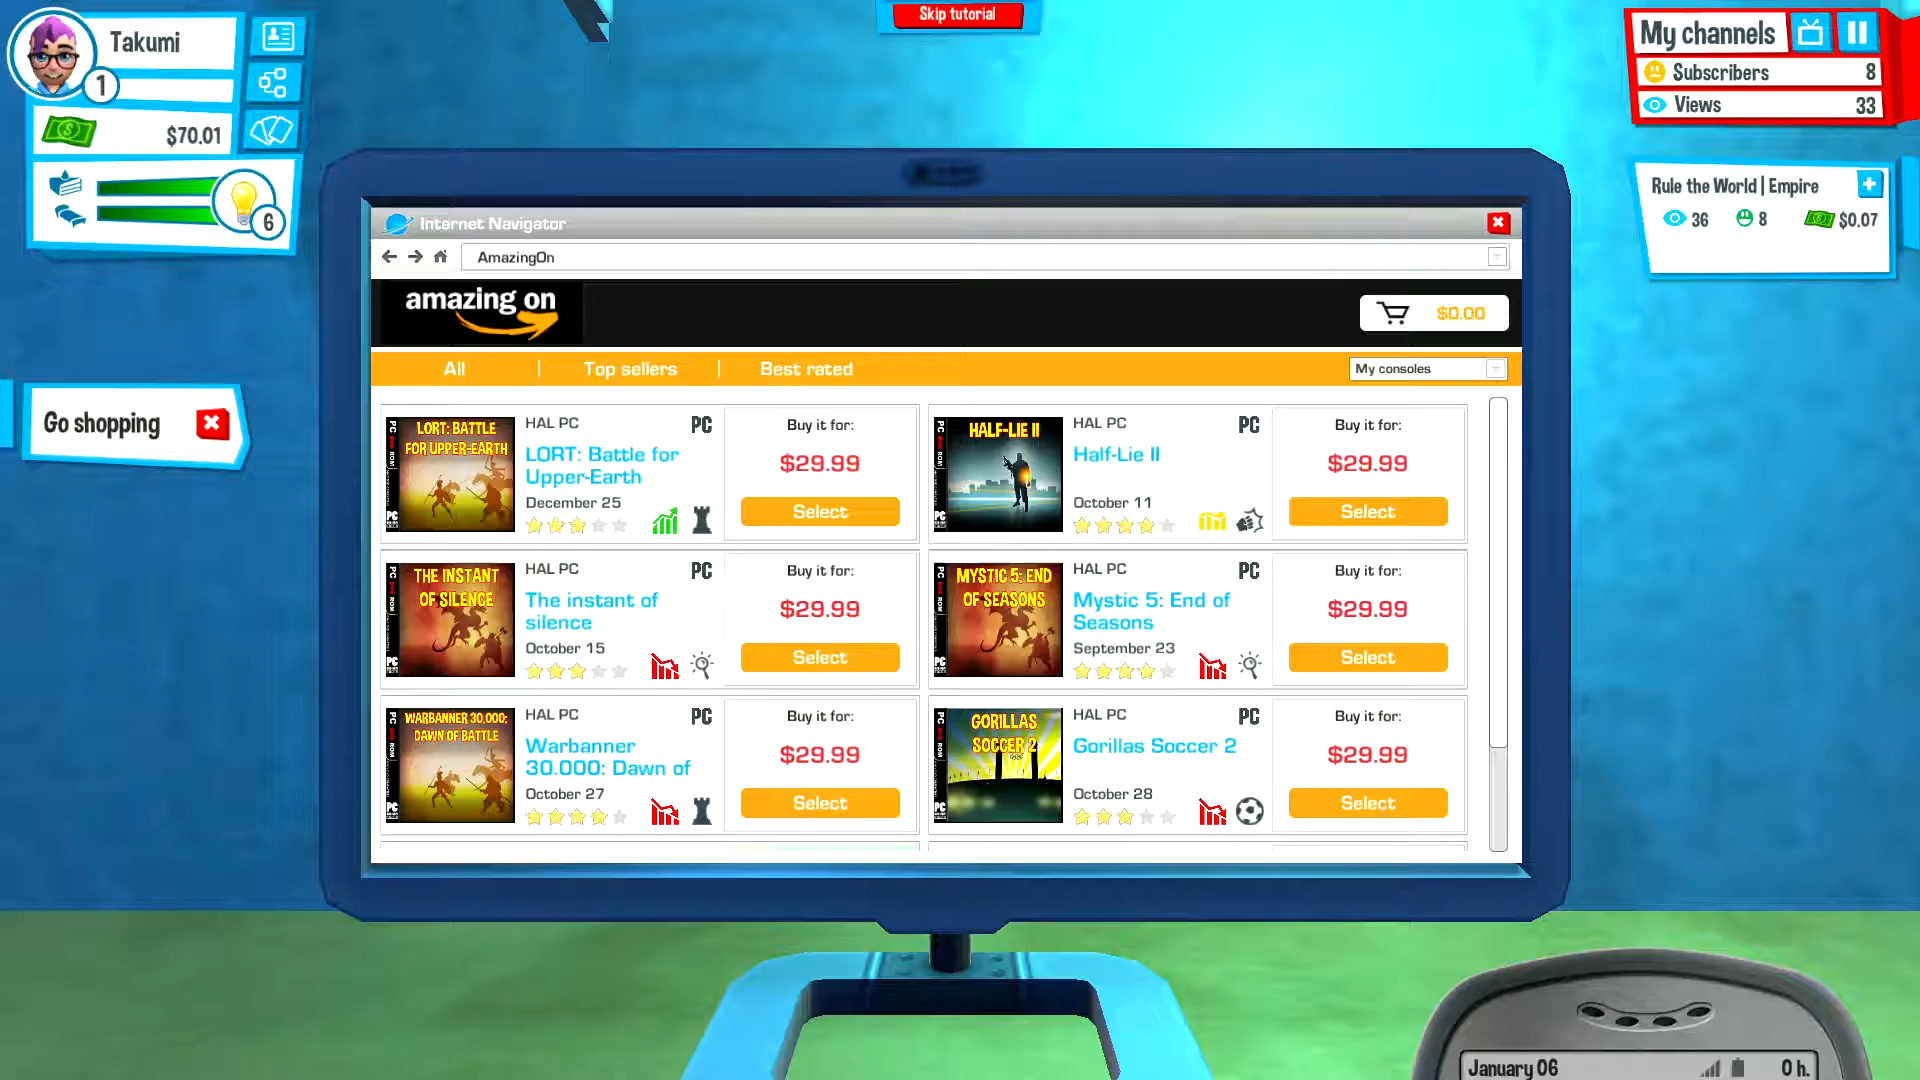 Takumi
1
$70.01
6
Skip tutorial
My channels
Subscribers 8
Views 33
Rule the World | Empire
36 8 $0.07
Go shopping
Internet Navigator
AmazingOn
amazing on
$0.00
All | Top sellers | Best rated
My consoles
LORT: BATTLE
FOR UPPER-EARTH
PC
HAL PC PC
LORT: Battle for
Upper-Earth
December 25
Buy it for:
$29.99
Select
HALF-LIE II
PC
HAL PC PC
Half-Lie II
October 11
Buy it for:
$29.99
Select
THE INSTANT
OF SILENCE
PC
HAL PC PC
The instant of
silence
October 15
Buy it for:
$29.99
Select
MYSTIC 5: END
OF SEASONS
PC
HAL PC PC
Mystic 5: End of
Seasons
September 23
Buy it for:
$29.99
Select
WARBANNER 30.000:
DAWN OF BATTLE
PC
HAL PC PC
Warbanner
30.000: Dawn of
October 27
Buy it for:
$29.99
Select
GORILLAS
SOCCER 2
PC
HAL PC PC
Gorillas Soccer 2
October 28
Buy it for:
$29.99
Select
January 06 0 h.